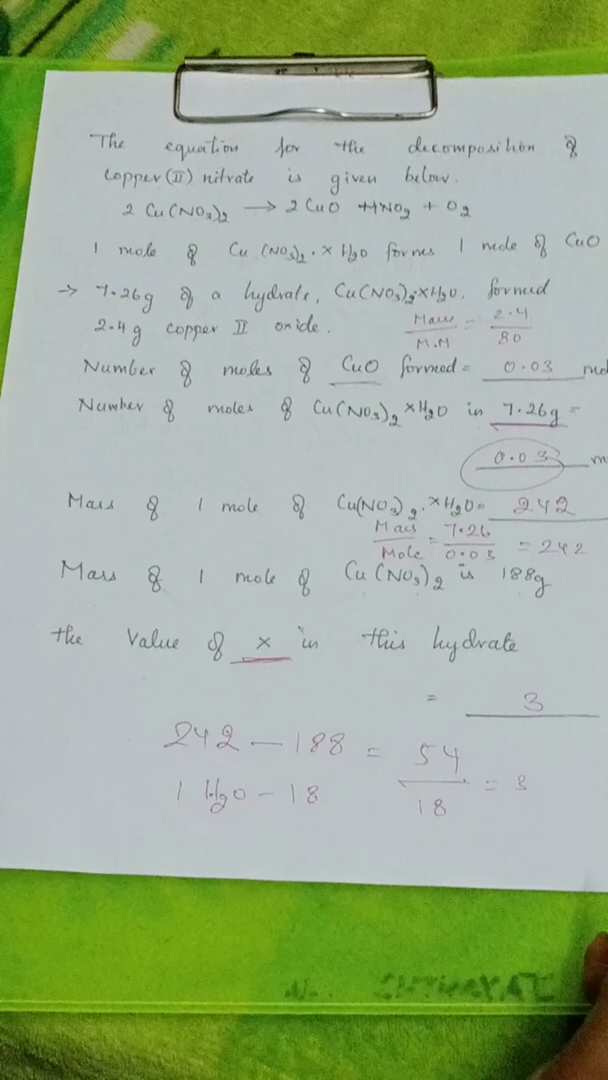 The equation for the decomposition of
Copper (II) nitrate is given below.
2 Cu(NO₃)₂ → 2 CuO + 4NO₂ + O₂
1 mole of Cu (NO₃)₂ . x H₂O forms 1 mole of CuO
→ 7.26g of a hydrate, Cu(NO₃)₂.xH₂O. formed
2.4 g copper II oxide. Mass/M.M = 2.4/80
Number of moles of CuO formed = 0.03
Number of moles of Cu(NO₃)₂ xH₂O in 7.26g =
0.03
Mass of 1 mole of Cu(NO₃)₂.xH₂O = 242
Mass/Mole = 7.26/0.03 = 242
Mass of 1 mole of Cu(NO₃)₂ is 188g
the Value of x in this hydrate
= 3
242 – 188 = 54/18 = 3
1 H₂O – 18